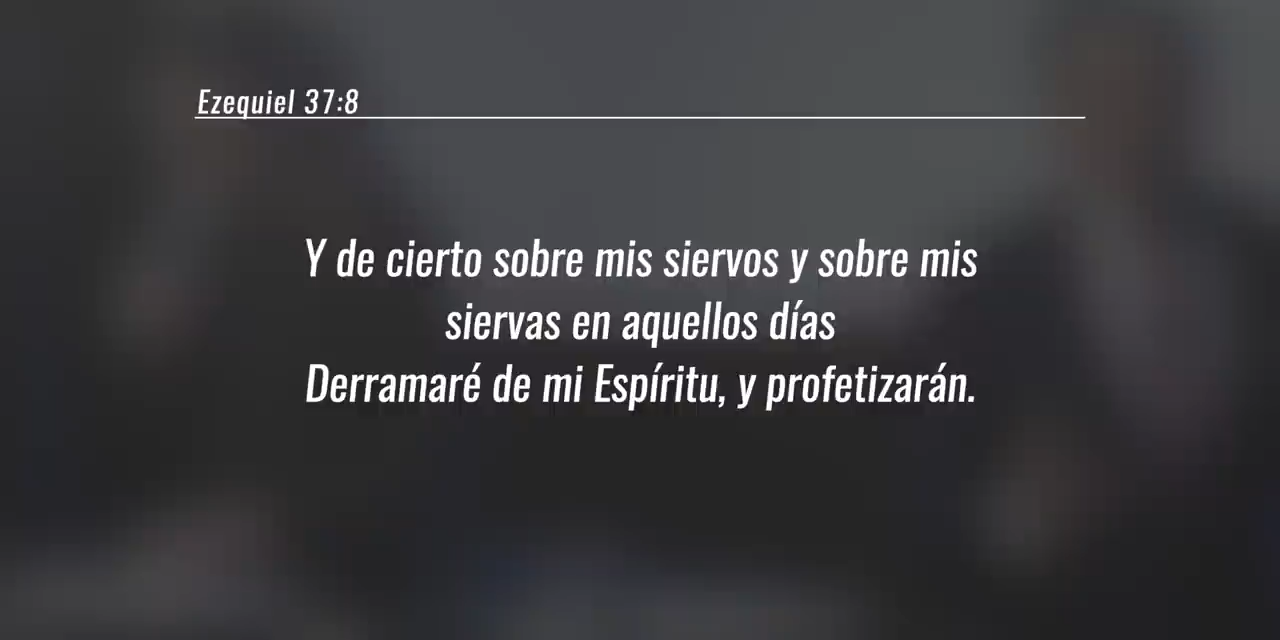 Ezequiel 37:8
Y de cierto sobre mis siervos y sobre mis
siervas en aquellos días
Derramaré de mi Espíritu, y profetizarán.